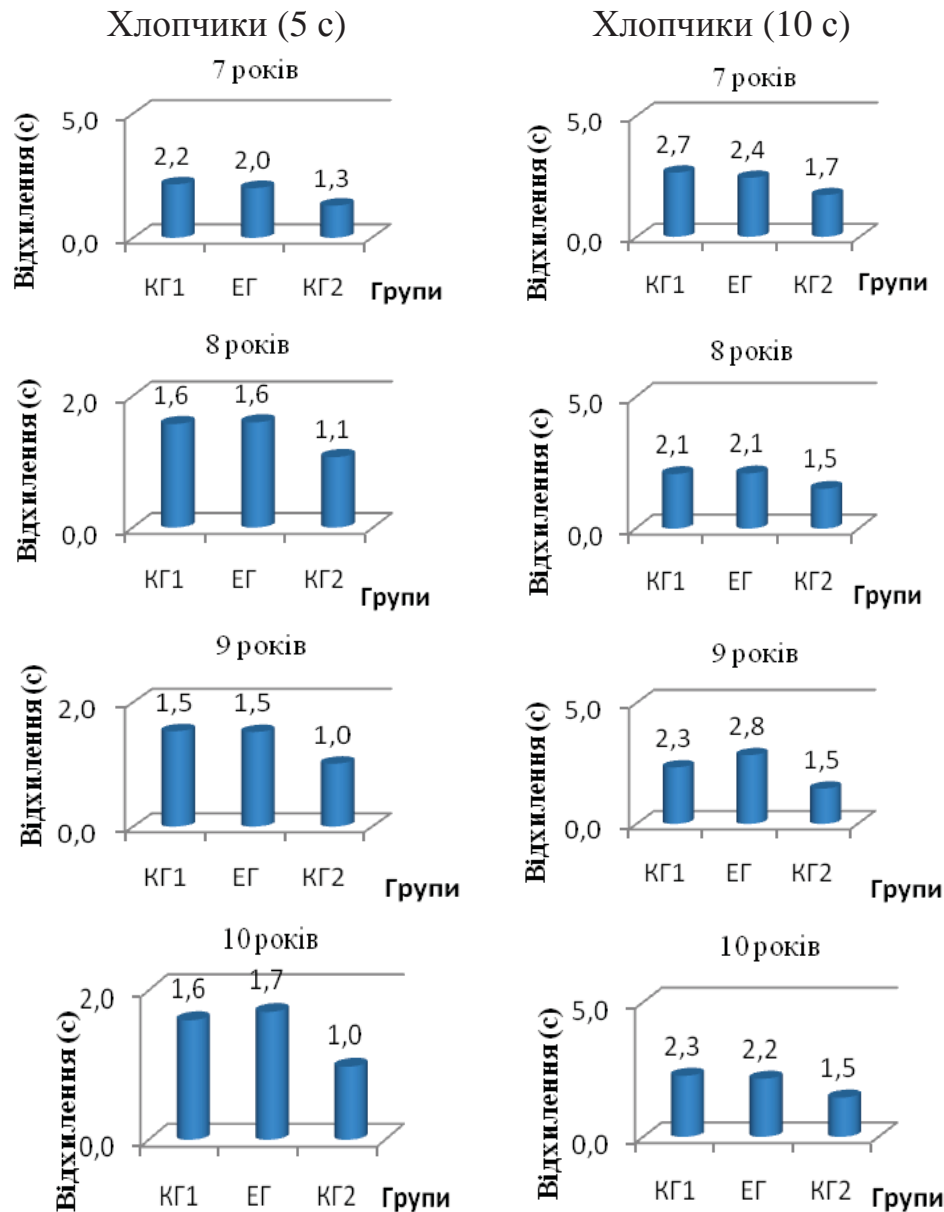 Хлопчики (5 с)
7 років
Відхилення (с)
5,0
0,0
2,2
2,0
1,3
КГ1
ЕГ
КГ2
Групи
8 років
Відхилення (с)
2,0
0,0
1,6
1,6
1,1
КГ1
ЕГ
КГ2
Групи
9 років
Відхилення (с)
2,0
0,0
1,5
1,5
1,0
КГ1
ЕГ
КГ2
Групи
10 років
Відхилення (с)
2,0
0,0
1,6
1,7
1,0
КГ1
ЕГ
КГ2
Групи
Хлопчики (10 с)
7 років
Відхилення (с)
5,0
0,0
2,7
2,4
1,7
КГ1
ЕГ
КГ2
Групи
8 років
Відхилення (с)
5,0
0,0
2,1
2,1
1,5
КГ1
ЕГ
КГ2
Групи
9 років
Відхилення (с)
5,0
0,0
2,3
2,8
1,5
КГ1
ЕГ
КГ2
Групи
10 років
Відхилення (с)
5,0
0,0
2,3
2,2
1,5
КГ1
ЕГ
КГ2
Групи